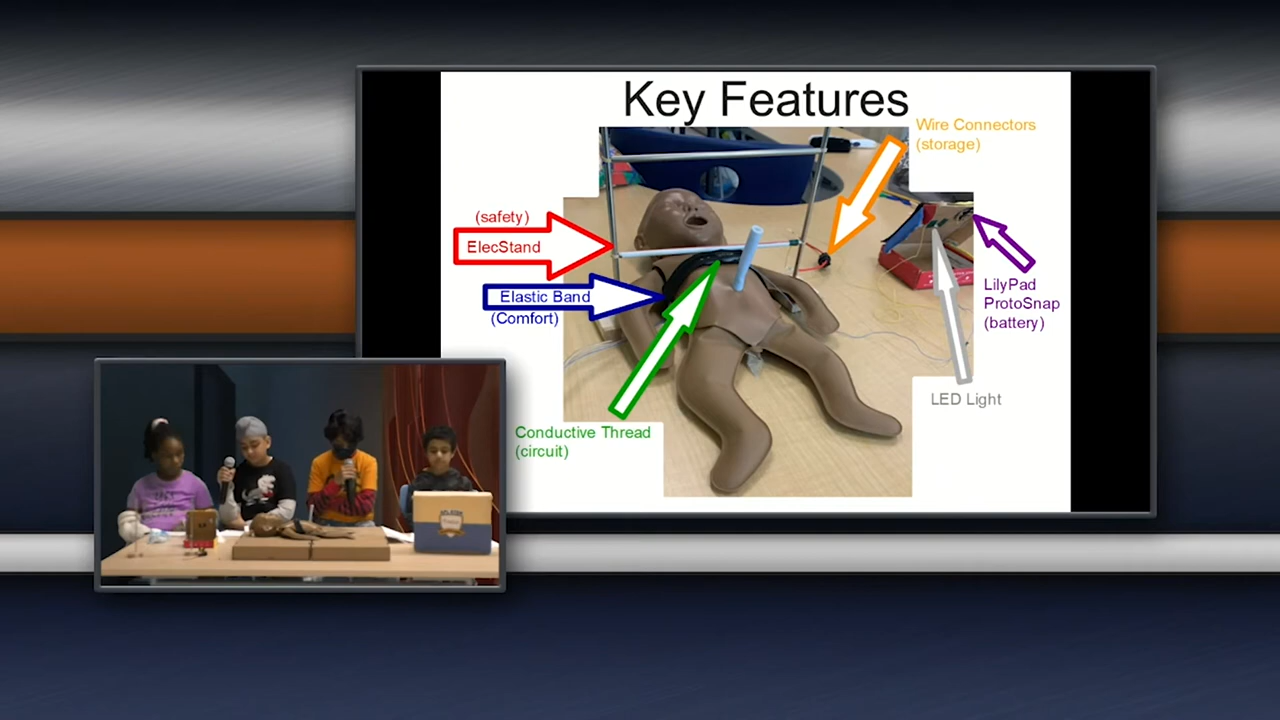 Key Features
Wire Connectors
(storage)
(safety)
ElecStand
Elastic Band
(Comfort)
LilyPad
ProtoSnap
(battery)
LED Light
Conductive Thread
(circuit)